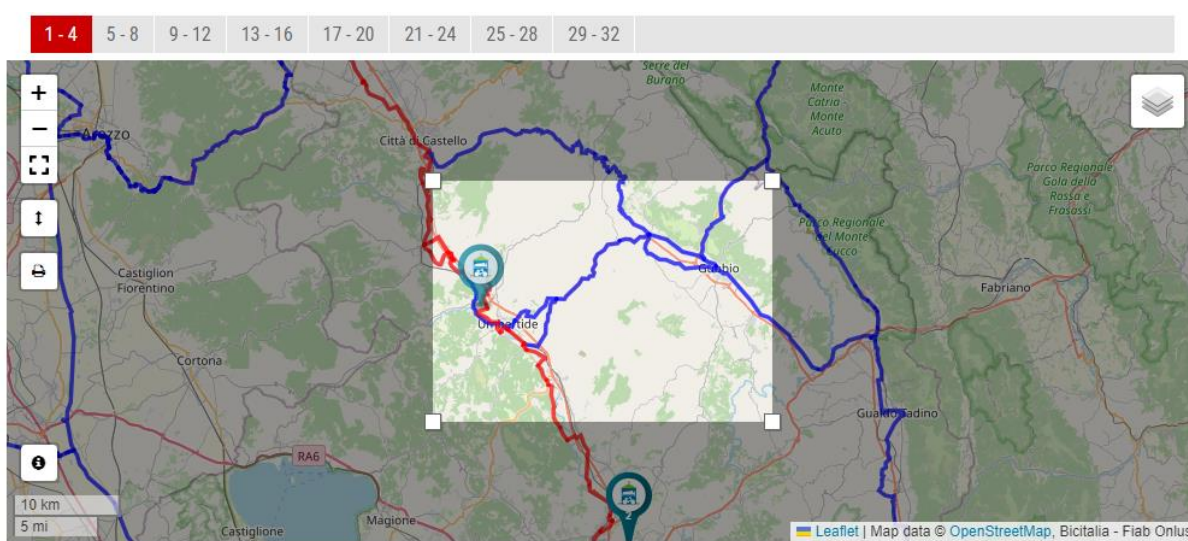 1 - 4 5 - 8 9 - 12 13 - 16 17 - 20 21 - 24 25 - 28 29 - 32
Serre del
Burano
Monte
Catria -
Monte
Acuto
+
−
Arezzo
Città di Castello
Parco Regionale
Gola della
Rossa e
Frasassi
Parco Regionale
del Monte
Cucco
Castiglion
Fiorentino
Gubbio
Fabriano
Umbertide
Cortona
Gualdo Tadino
RA6
2
10 km
5 mi
Magione
Castiglione
Leaflet | Map data © OpenStreetMap, Bicitalia - Fiab Onlus